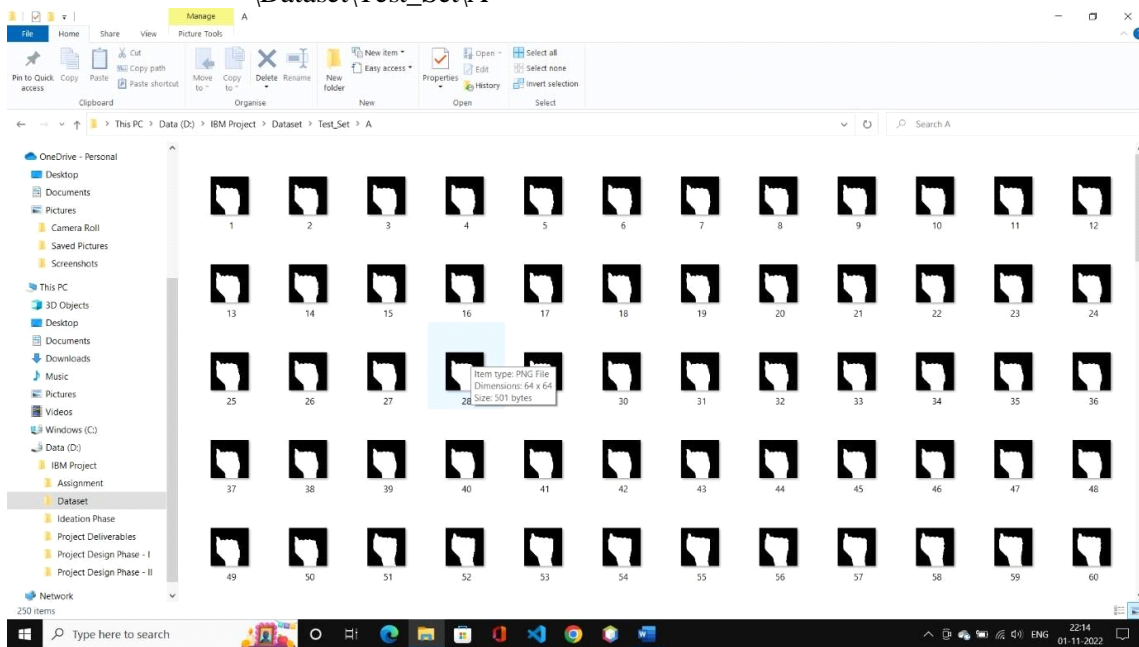 \Dataset\Test_Set\A
Manage A
File Home Share View Picture Tools
Pin to Quick access
Copy
Paste
Cut
Copy path
Paste shortcut
Clipboard
Move to
Copy to
Delete
Rename
Organise
New folder
New item
Easy access
New
Properties
Open
Edit
History
Open
Select all
Select none
Invert selection
Select
This PC > Data (D:) > IBM Project > Dataset > Test_Set > A
Search A
OneDrive - Personal
Desktop
Documents
Pictures
Camera Roll
Saved Pictures
Screenshots
This PC
3D Objects
Desktop
Documents
Downloads
Music
Pictures
Videos
Windows (C:)
Data (D:)
IBM Project
Assignment
Dataset
Ideation Phase
Project Deliverables
Project Design Phase - I
Project Design Phase - II
Network
1 2 3 4 5 6 7 8 9 10 11 12
13 14 15 16 17 18 19 20 21 22 23 24
25 26 27 28 30 31 32 33 34 35 36
Item type: PNG File
Dimensions: 64 x 64
Size: 501 bytes
37 38 39 40 41 42 43 44 45 46 47 48
49 50 51 52 53 54 55 56 57 58 59 60
250 items
Type here to search
ENG
22:14
01-11-2022